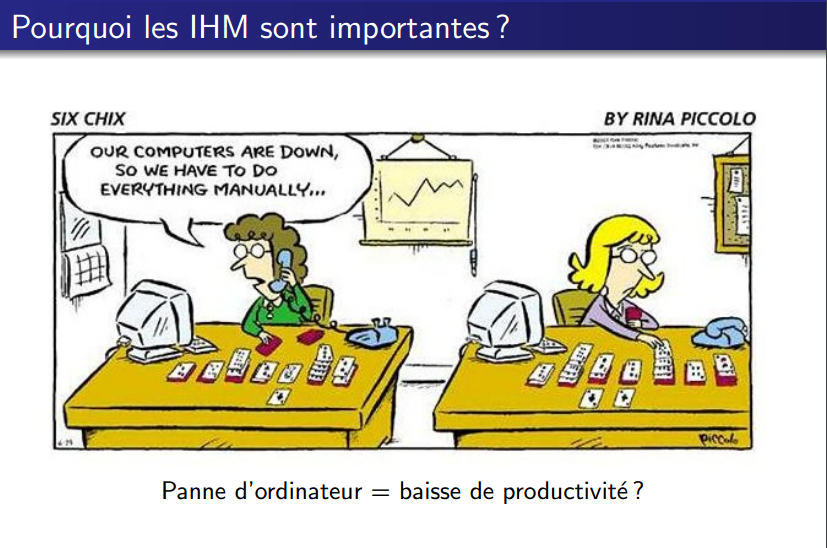 Pourquoi les IHM sont importantes ?
SIX CHIX
BY RINA PICCOLO
OUR COMPUTERS ARE DOWN,
SO WE HAVE TO DO
EVERYTHING MANUALLY...
Piccolo
Panne d'ordinateur = baisse de productivité ?